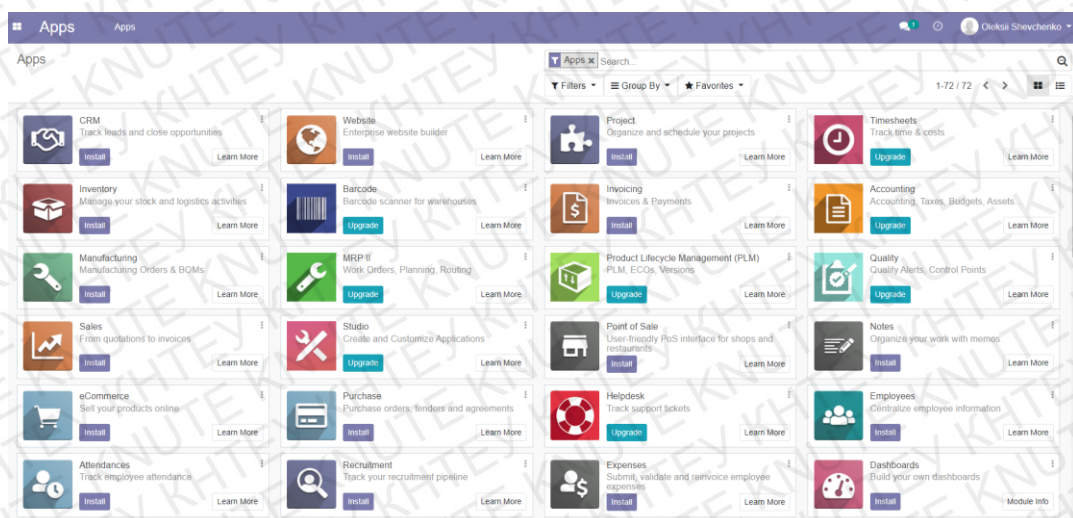 Apps Apps 1 Oleksii Shevchenko
Apps
Apps × Search...
Filters Group By Favorites 1-72 / 72
CRM
Track leads and close opportunities
Install Learn More
Website
Enterprise website builder
Install Learn More
Project
Organize and schedule your projects
Install Learn More
Timesheets
Track time & costs
Upgrade Learn More
Inventory
Manage your stock and logistics activities
Install Learn More
Barcode
Barcode scanner for warehouses
Upgrade Learn More
Invoicing
Invoices & Payments
Install Learn More
Accounting
Accounting, Taxes, Budgets, Assets..
Upgrade Learn More
Manufacturing
Manufacturing Orders & BOMs
Install Learn More
MRP II
Work Orders, Planning, Routing
Upgrade Learn More
Product Lifecycle Management (PLM)
PLM, ECOs, Versions
Upgrade Learn More
Quality
Quality Alerts, Control Points
Upgrade Learn More
Sales
From quotations to invoices
Install Learn More
Studio
Create and Customize Applications
Upgrade Learn More
Point of Sale
User-friendly PoS interface for shops and
restaurants
Install Learn More
Notes
Organize your work with memos
Install Learn More
eCommerce
Sell your products online
Install Learn More
Purchase
Purchase orders, tenders and agreements
Install Learn More
Helpdesk
Track support tickets
Upgrade Learn More
Employees
Centralize employee information
Install Learn More
Attendances
Track employee attendance
Install Learn More
Recruitment
Track your recruitment pipeline
Install Learn More
Expenses
Submit, validate and reinvoice employee
expenses
Install Learn More
Dashboards
Build your own dashboards
Install Module Info